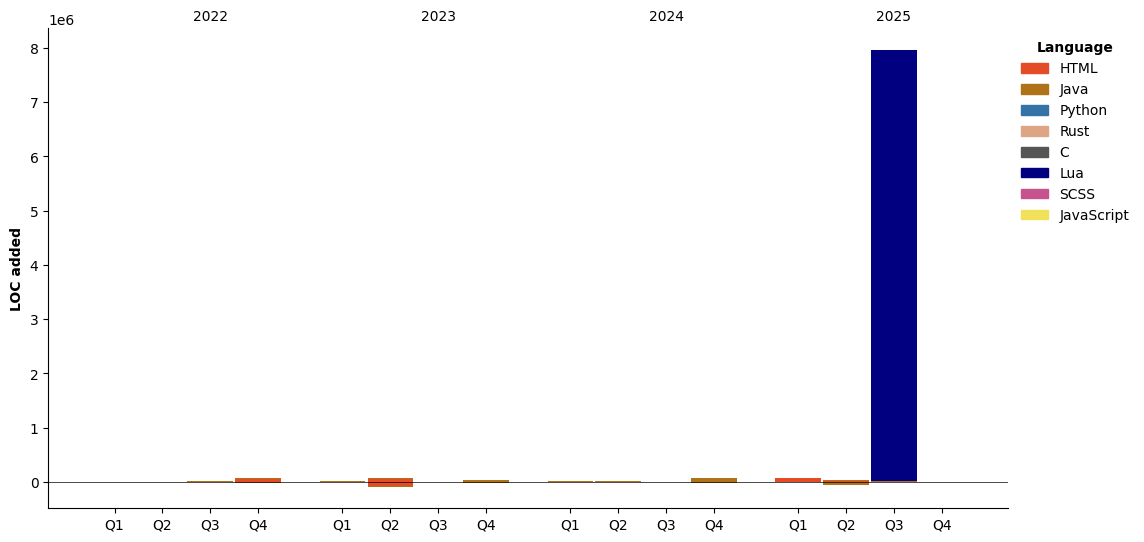 1e6
2022 2023 2024 2025
8
7
6
5
4
3
2
1
0
LOC added
Q1 Q2 Q3 Q4 Q1 Q2 Q3 Q4 Q1 Q2 Q3 Q4 Q1 Q2 Q3 Q4
Language
HTML
Java
Python
Rust
C
Lua
SCSS
JavaScript